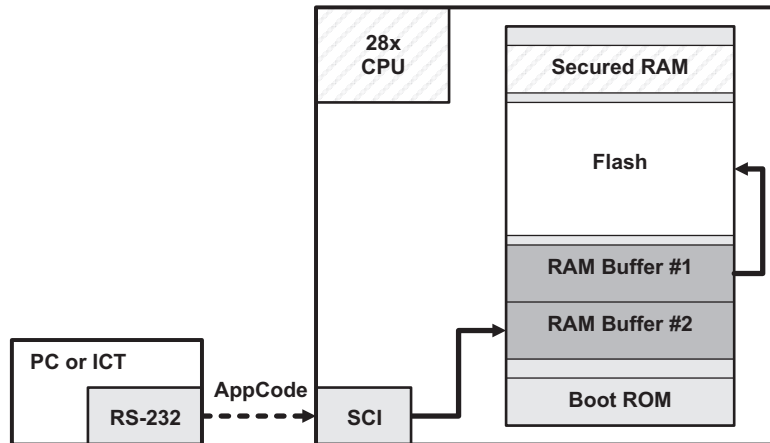 28x
CPU
Secured RAM
Flash
RAM Buffer #1
RAM Buffer #2
Boot ROM
PC or ICT
RS-232
AppCode
SCI